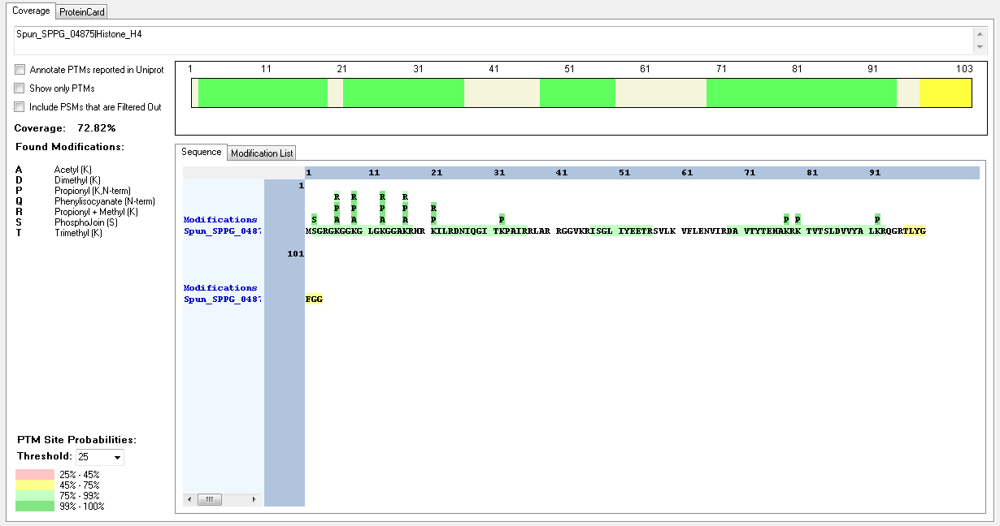 Coverage ProteinCard
Spun_SPPG_04875|Histone_H4
Annotate PTMs reported in Uniprot
Show only PTMs
Include PSMs that are Filtered Out
Coverage: 72.82%
Found Modifications:
A Acetyl (K)
D Dimethyl (K)
P Propionyl (K,N-term)
Q Phenylisocyanate (N-term)
R Propionyl + Methyl (K)
S PhosphoJoin (S)
T Trimethyl (K)
PTM Site Probabilities:
Threshold: 25
25% - 45%
45% - 75%
75% - 99%
99% - 100%
1 11 21 31 41 51 61 71 81 91 103
Sequence Modification List
1 11 21 31 41 51 61 71 81 91
1
R R R R
P P P P R
Modifications S A A A A P P P P P
Spun_SPPG_0487 MSGRGKGGKG LGKGGAKRHR KILRDNIQGI TKPAIRRLAR RGGVKRISGL IYEETRSVLK VFLENVIRDA VTYTEHAKRK TVTSLDVVYA LKRQGRTLYG
101
Modifications
Spun_SPPG_0487 FGG